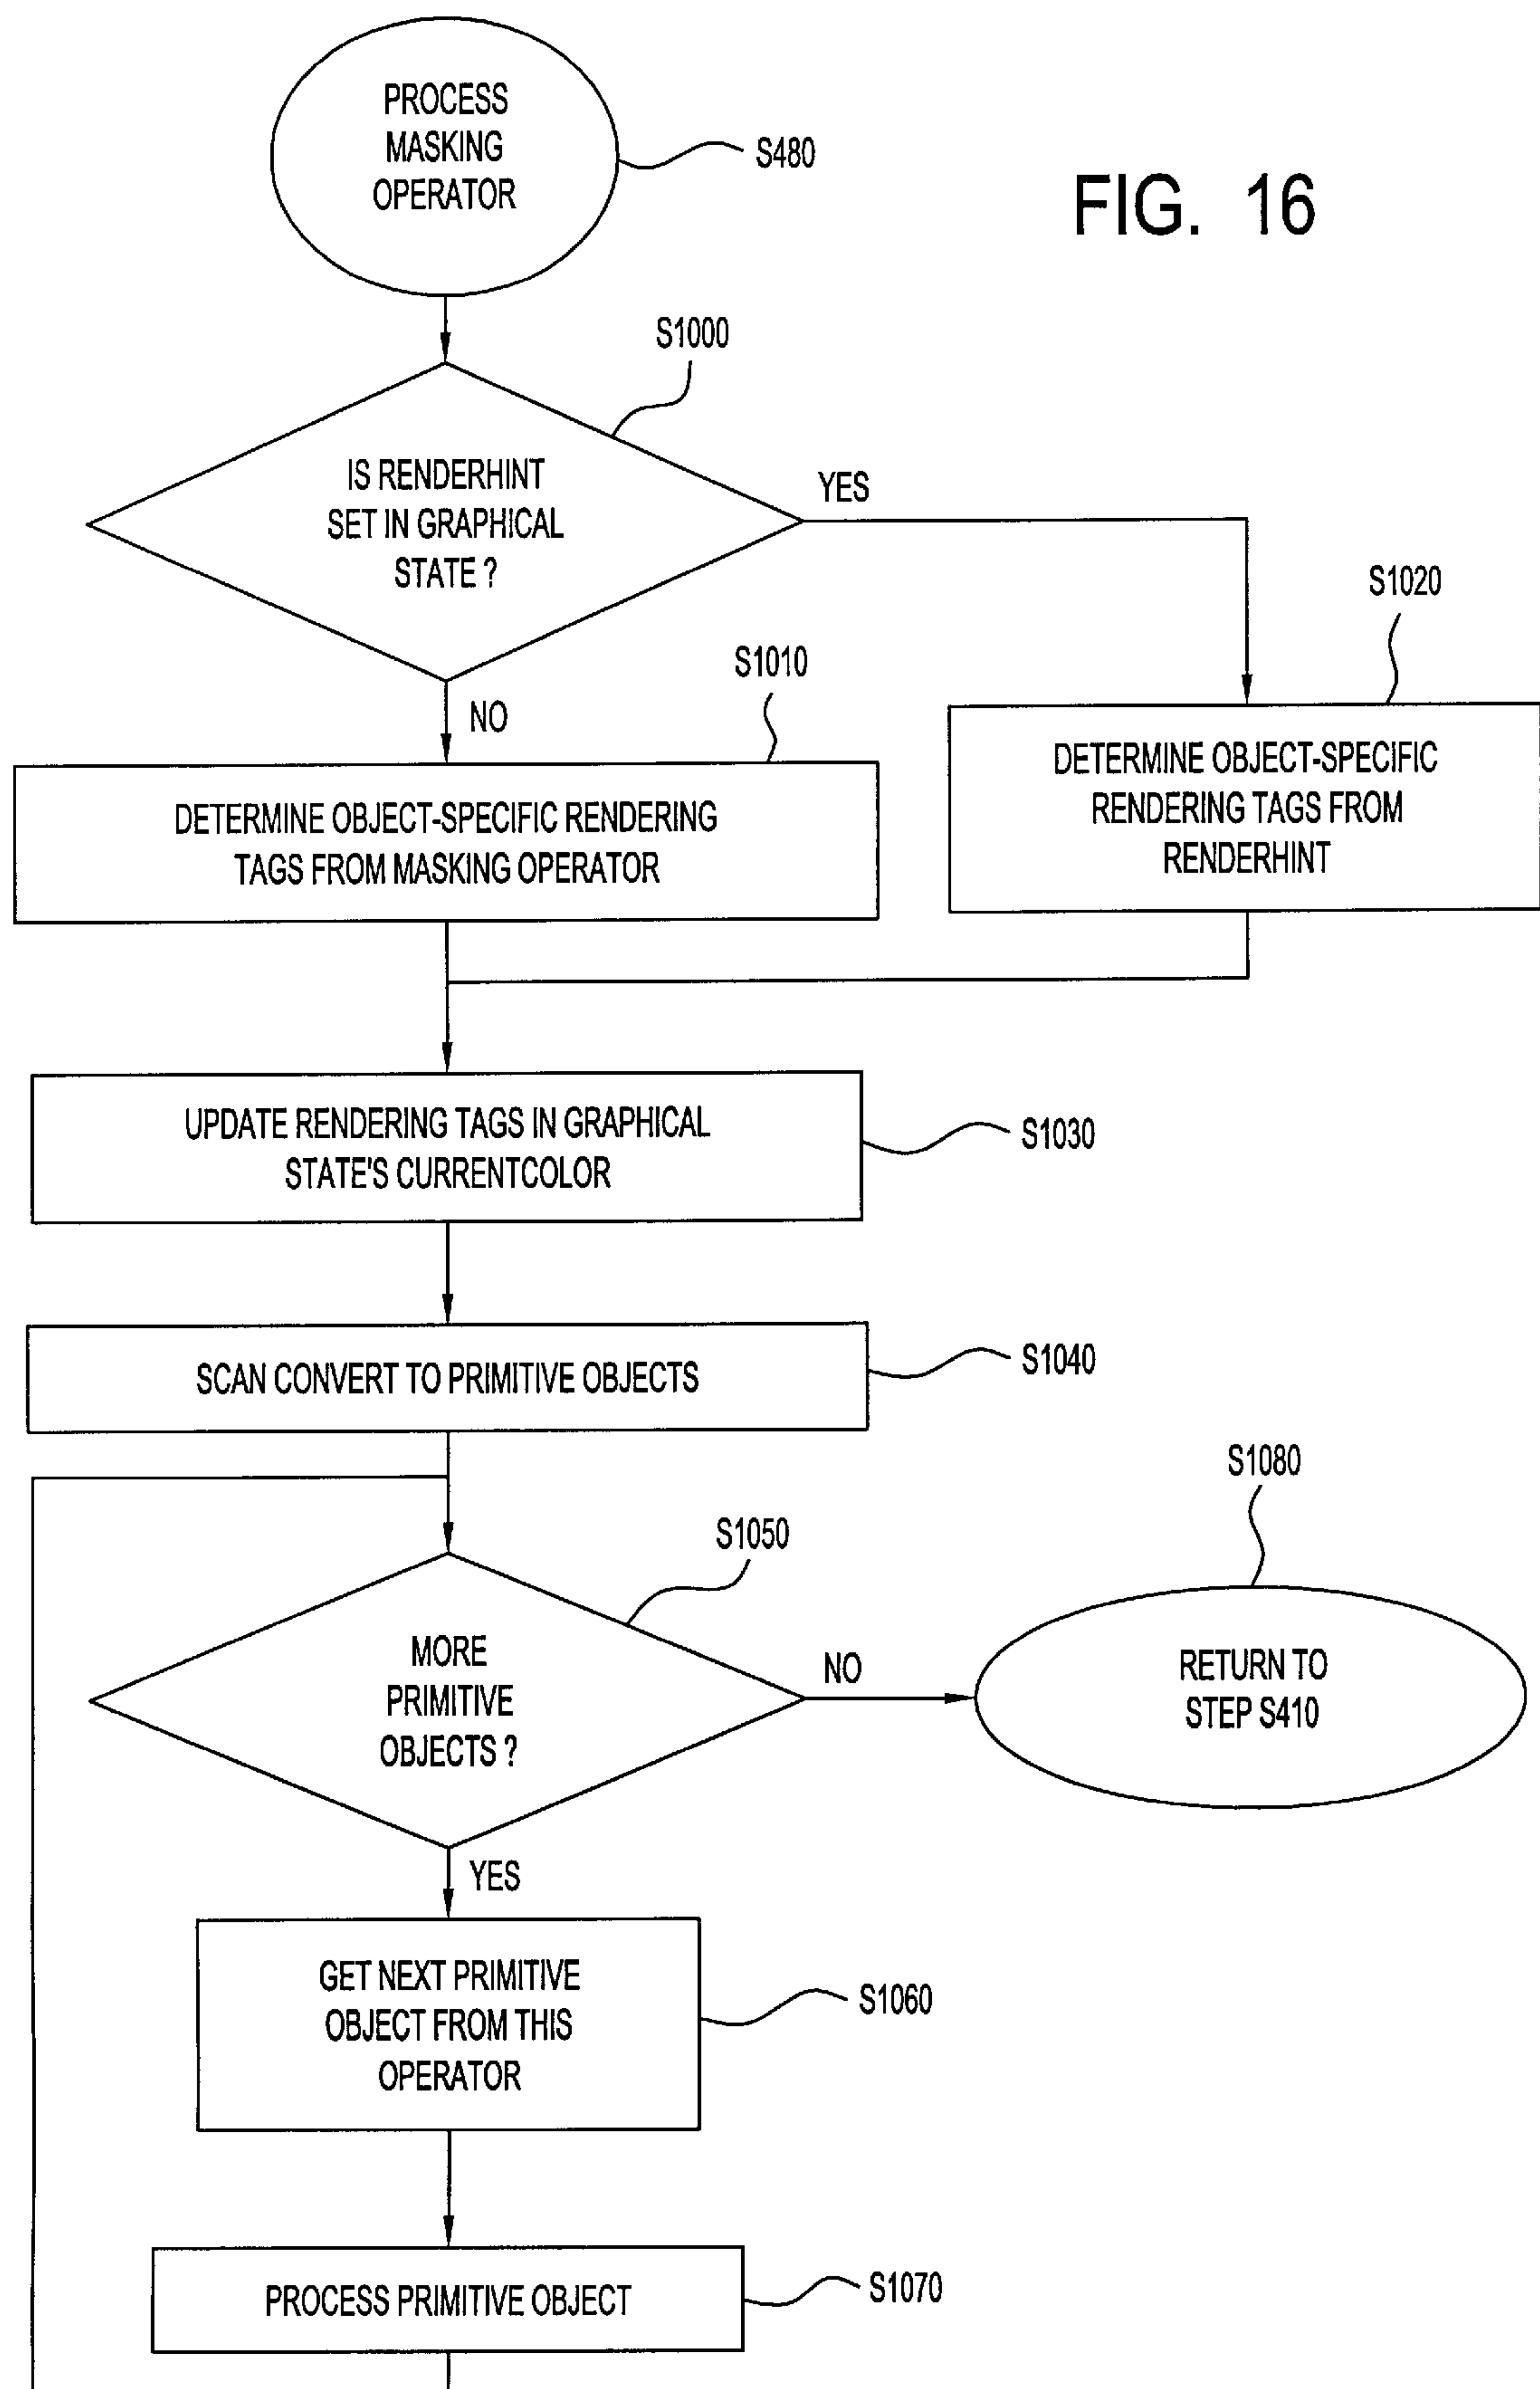 PROCESS
MASKING
OPERATOR
S480
FIG. 16
S1000
IS RENDERHINT
SET IN GRAPHICAL
STATE ?
YES
NO
S1010
S1020
DETERMINE OBJECT-SPECIFIC RENDERING
TAGS FROM MASKING OPERATOR
DETERMINE OBJECT-SPECIFIC
RENDERING TAGS FROM
RENDERHINT
UPDATE RENDERING TAGS IN GRAPHICAL
STATE'S CURRENTCOLOR
S1030
SCAN CONVERT TO PRIMITIVE OBJECTS
S1040
S1050
MORE
PRIMITIVE
OBJECTS ?
NO
S1080
RETURN TO
STEP S410
YES
GET NEXT PRIMITIVE
OBJECT FROM THIS
OPERATOR
S1060
PROCESS PRIMITIVE OBJECT
S1070